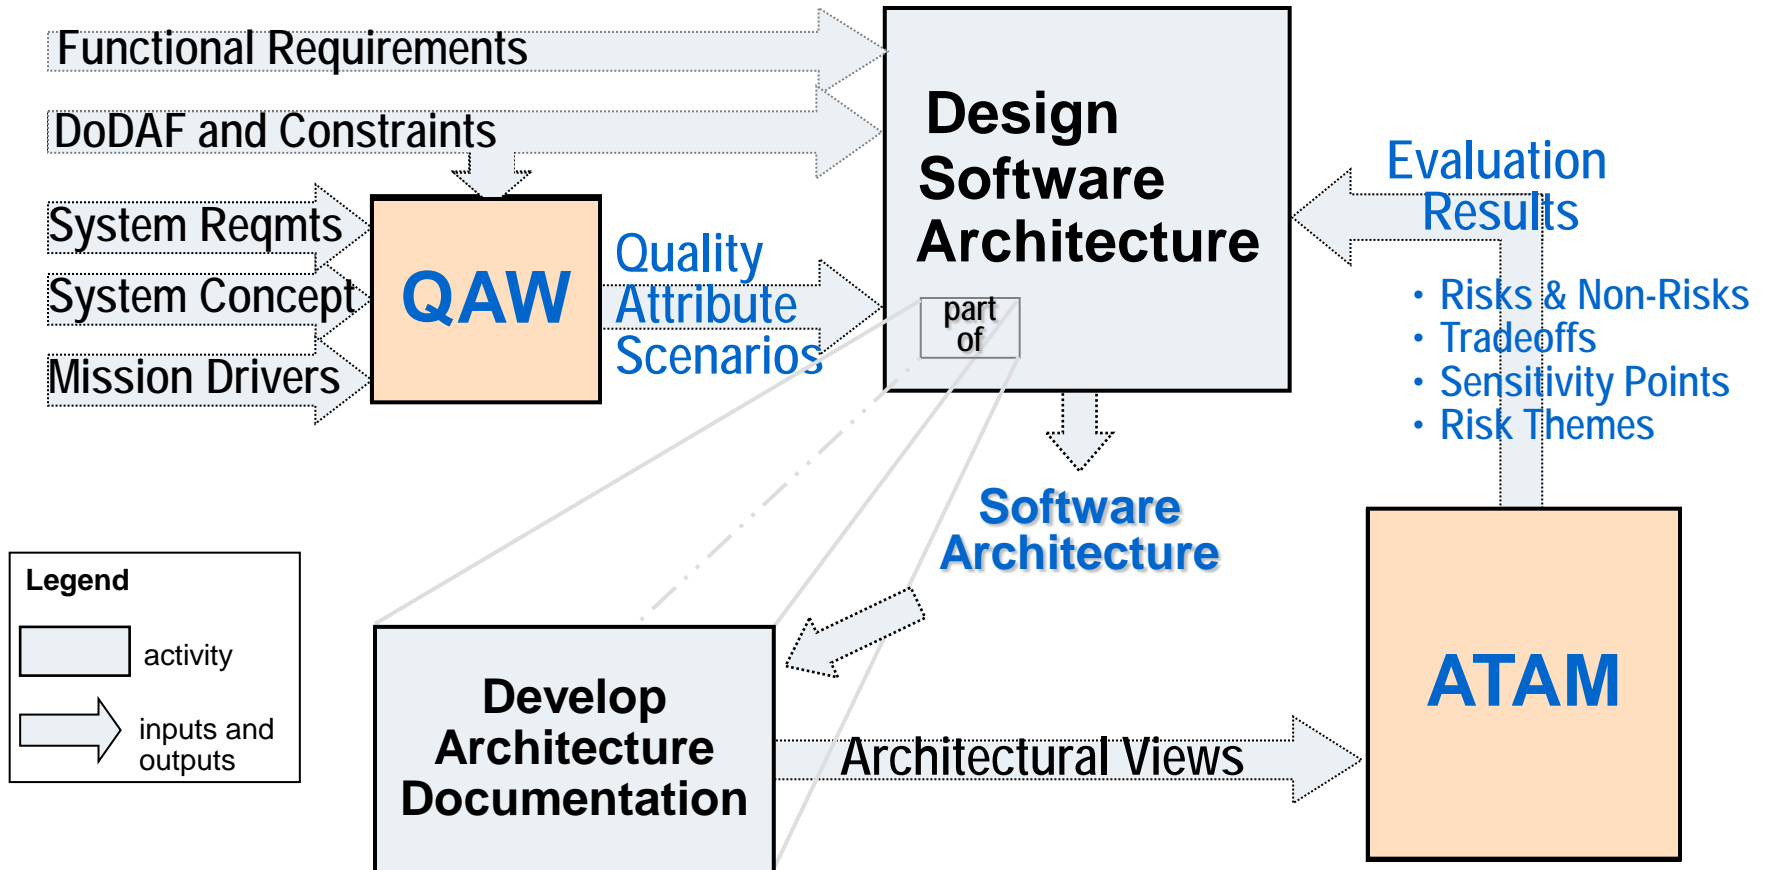 Functional Requirements
DoDAF and Constraints
System Reqmts
System Concept
Mission Drivers
QAW
Quality
Attribute
Scenarios
Design
Software
Architecture
part
of
Evaluation
Results
• Risks & Non-Risks
• Tradeoffs
• Sensitivity Points
• Risk Themes
Software
Architecture
Legend
activity
inputs and
outputs
Develop
Architecture
Documentation
Architectural Views
ATAM